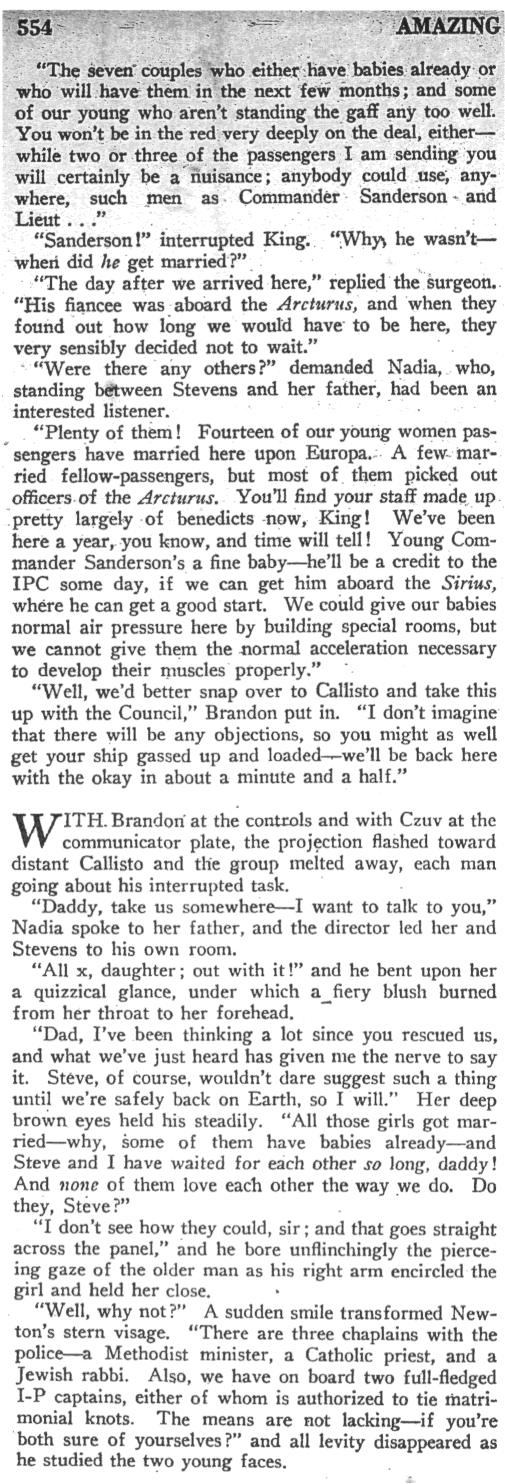 554 AMAZING
“The seven couples who either have babies already or
who will have them in the next few months; and some
of our young who aren’t standing the gaff any too well.
You won’t be in the red very deeply on the deal, either—
while two or three of the passengers I am sending you
will certainly be a nuisance; anybody could use, any-
where, such men as Commander Sanderson and
Lieut . . .”
“Sanderson!” interrupted King. “Why, he wasn’t—
when did he get married?”
“The day after we arrived here,” replied the surgeon.
“His fiancee was aboard the Arcturus, and when they
found out how long we would have to be here, they
very sensibly decided not to wait.”
“Were there any others?” demanded Nadia, who,
standing between Stevens and her father, had been an
interested listener.
“Plenty of them! Fourteen of our young women pas-
sengers have married here upon Europa. A few mar-
ried fellow-passengers, but most of them picked out
officers of the Arcturus. You’ll find your staff made up
pretty largely of benedicts now, King! We’ve been
here a year, you know, and time will tell! Young Com-
mander Sanderson’s a fine baby—he’ll be a credit to the
IPC some day, if we can get him aboard the Sirius,
where he can get a good start. We could give our babies
normal air pressure here by building special rooms, but
we cannot give them the normal acceleration necessary
to develop their muscles properly.”
“Well, we’d better snap over to Callisto and take this
up with the Council,” Brandon put in. “I don’t imagine
that there will be any objections, so you might as well
get your ship gassed up and loaded—we’ll be back here
with the okay in about a minute and a half.”
WITH Brandon at the controls and with Czuv at the
communicator plate, the projection flashed toward
distant Callisto and the group melted away, each man
going about his interrupted task.
“Daddy, take us somewhere—I want to talk to you,”
Nadia spoke to her father, and the director led her and
Stevens to his own room.
“All x, daughter; out with it!” and he bent upon her
a quizzical glance, under which a fiery blush burned
from her throat to her forehead.
“Dad, I’ve been thinking a lot since you rescued us,
and what we’ve just heard has given me the nerve to say
it. Steve, of course, wouldn’t dare suggest such a thing
until we’re safely back on Earth, so I will.” Her deep
brown eyes held his steadily. “All those girls got mar-
ried—why, some of them have babies already—and
Steve and I have waited for each other so long, daddy!
And none of them love each other the way we do. Do
they, Steve?”
“I don’t see how they could, sir; and that goes straight
across the panel,” and he bore unflinchingly the pierce-
ing gaze of the older man as his right arm encircled the
girl and held her close.
“Well, why not?” A sudden smile transformed New-
ton’s stern visage. “There are three chaplains with the
police—a Methodist minister, a Catholic priest, and a
Jewish rabbi. Also, we have on board two full-fledged
I-P captains, either of whom is authorized to tie matri-
monial knots. The means are not lacking—if you’re
both sure of yourselves?” and all levity disappeared as
he studied the two young faces.